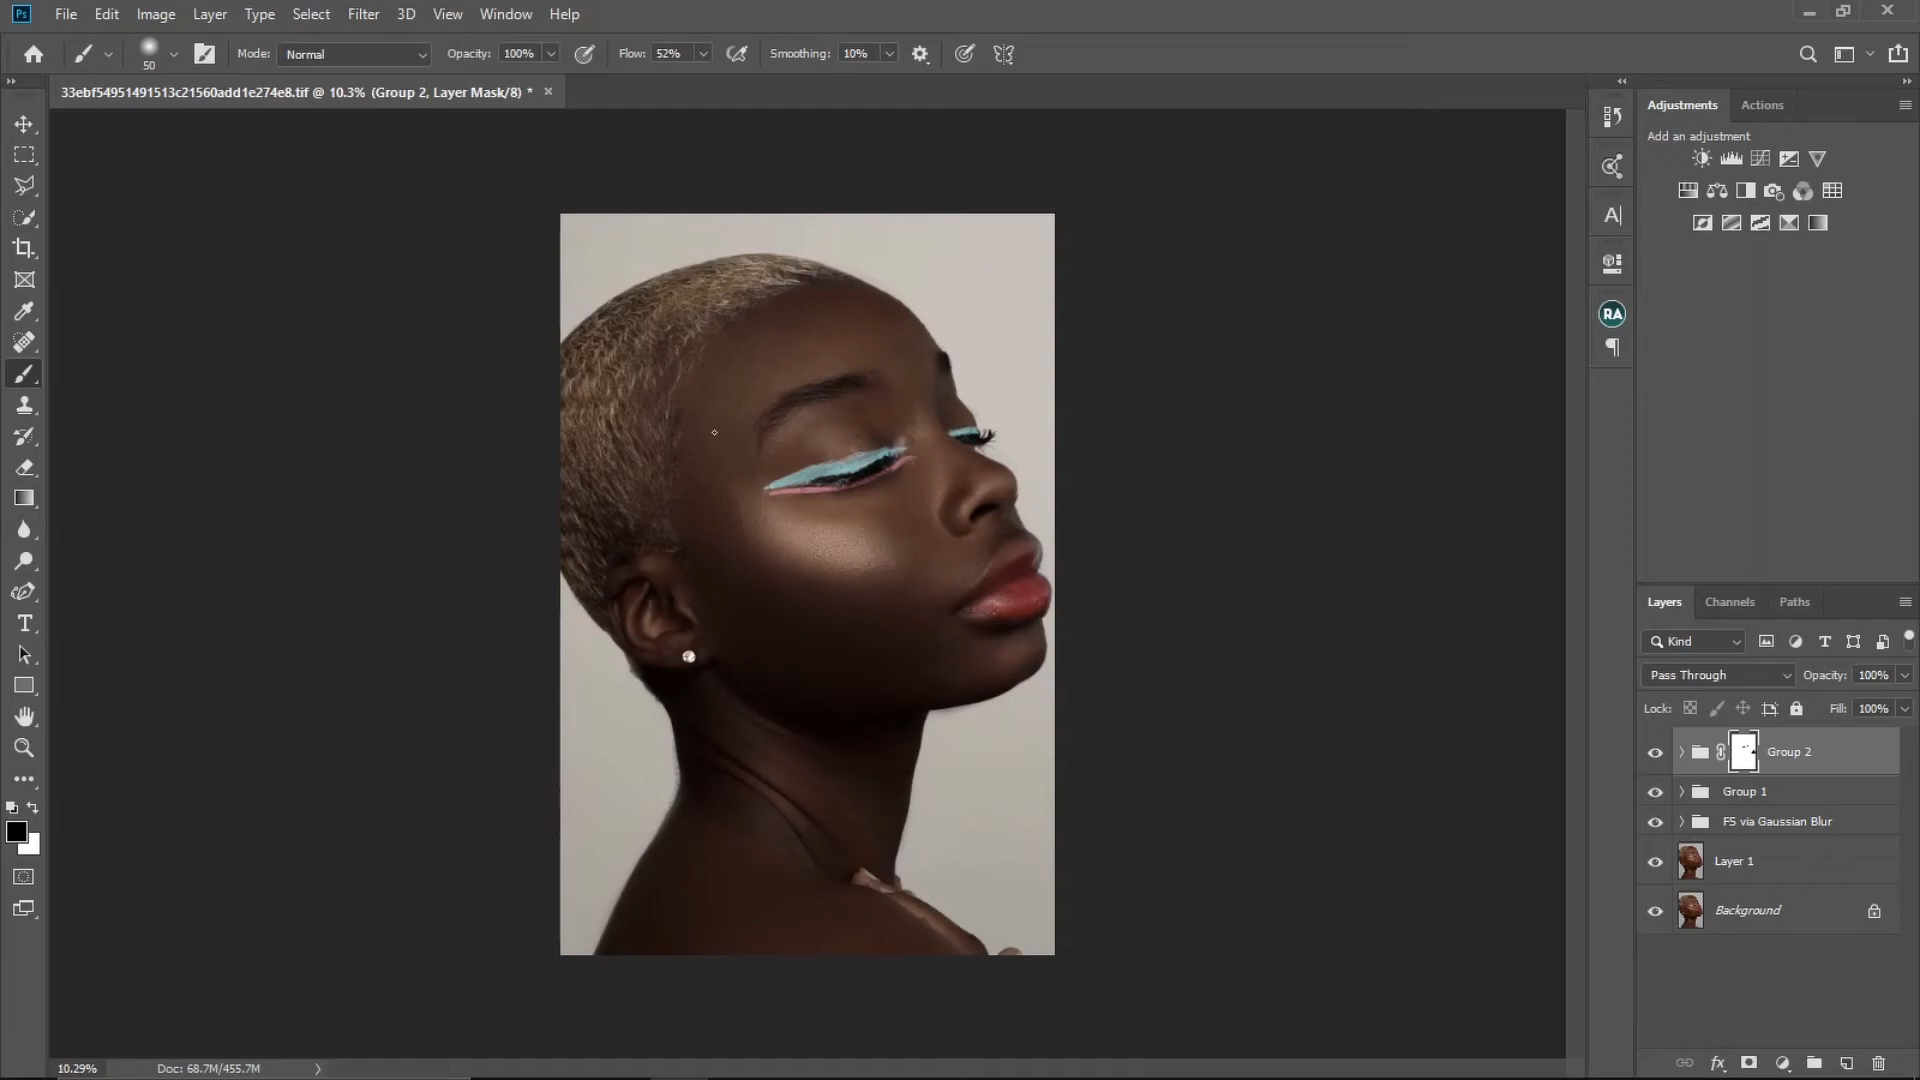 Ps File Edit Image Layer Type Select Filter 3D View Window Help
50 Mode: Normal Opacity: 100% Flow: 52% Smoothing: 10%
33ebf54951491513c21560add1e274e8.tif @ 10.3% (Group 2, Layer Mask/8) *
Adjustments Actions
Add an adjustment
A
RA
Layers Channels Paths
Kind
Pass Through Opacity: 100%
Lock: Fill: 100%
Group 2
Group 1
FS via Gaussian Blur
Layer 1
Background
fx
10.29% Doc: 68.7M/455.7M